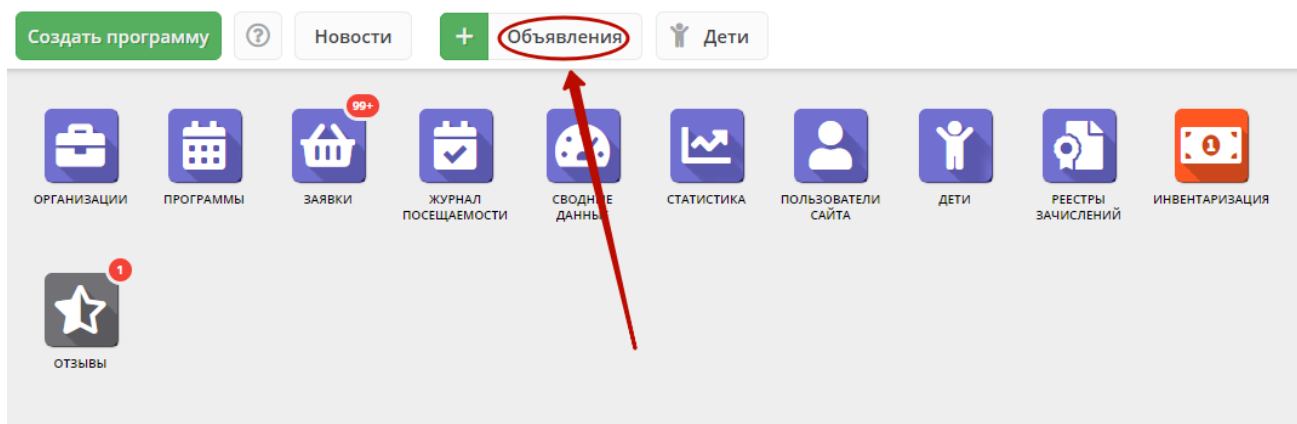 Создать программу ? Новости + Объявления Дети
99+
ОРГАНИЗАЦИИ ПРОГРАММЫ ЗАЯВКИ ЖУРНАЛ ПОСЕЩАЕМОСТИ СВОДНЫЕ ДАННЫЕ СТАТИСТИКА ПОЛЬЗОВАТЕЛИ САЙТА ДЕТИ РЕЕСТРЫ ЗАЧИСЛЕНИЙ 1 ИНВЕНТАРИЗАЦИЯ
1
ОТЗЫВЫ